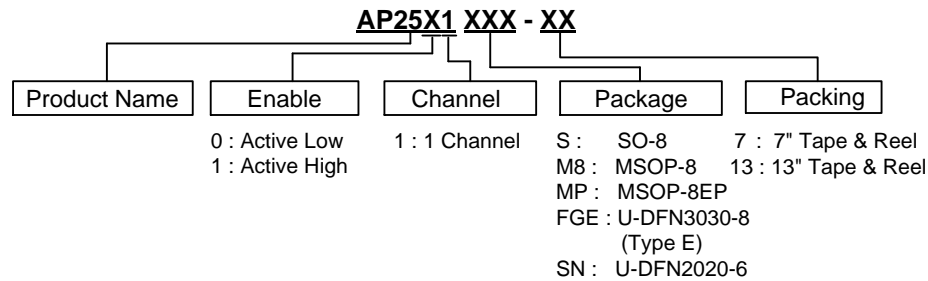 AP25X1 XXX - XX
Product Name
Enable
Channel
Package
Packing
0 : Active Low
1 : Active High
1 : 1 Channel
S : SO-8
M8 : MSOP-8
MP : MSOP-8EP
FGE : U-DFN3030-8
(Type E)
SN : U-DFN2020-6
7 : 7" Tape & Reel
13 : 13" Tape & Reel